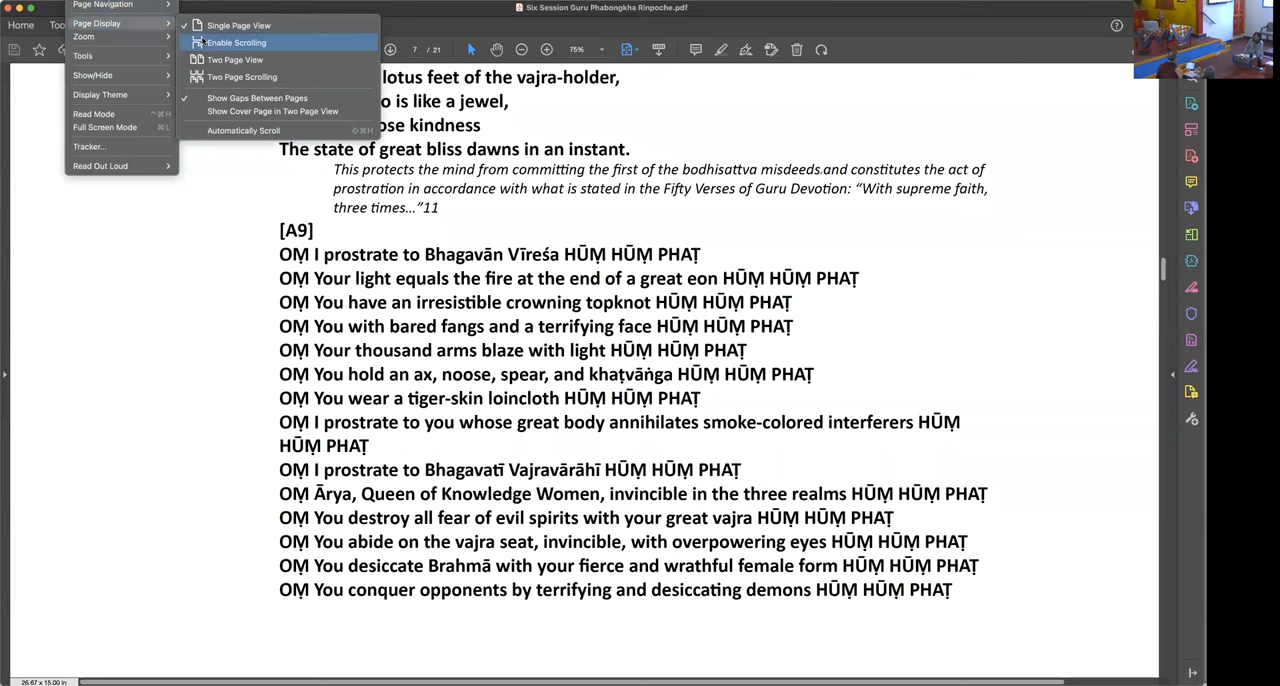 Page Navigation
Six Session Guru Phabongkha Rinpoche.pdf
Home
Page Display
Single Page View
Zoom
Enable Scrolling
7 / 21
75%
Tools
Two Page View
Show/Hide
Two Page Scrolling
Display Theme
Show Gaps Between Pages
Show Cover Page in Two Page View
Read Mode ^⌘H
Full Screen Mode ⌘L
Automatically Scroll ⇧⌘H
Tracker...
Read Out Loud
lotus feet of the vajra-holder,
is like a jewel,
kindness
The state of great bliss dawns in an instant.
This protects the mind from committing the first of the bodhisattva misdeeds and constitutes the act of
prostration in accordance with what is stated in the Fifty Verses of Guru Devotion: “With supreme faith,
three times…”11
[A9]
OṂ I prostrate to Bhagavān Vīreśa HŪṂ HŪṂ PHAṬ
OṂ Your light equals the fire at the end of a great eon HŪṂ HŪṂ PHAṬ
OṂ You have an irresistible crowning topknot HŪṂ HŪṂ PHAṬ
OṂ You with bared fangs and a terrifying face HŪṂ HŪṂ PHAṬ
OṂ Your thousand arms blaze with light HŪṂ HŪṂ PHAṬ
OṂ You hold an ax, noose, spear, and khaṭvāṅga HŪṂ HŪṂ PHAṬ
OṂ You wear a tiger-skin loincloth HŪṂ HŪṂ PHAṬ
OṂ I prostrate to you whose great body annihilates smoke-colored interferers HŪṂ
HŪṂ PHAṬ
OṂ I prostrate to Bhagavatī Vajravārāhī HŪṂ HŪṂ PHAṬ
OṂ Ārya, Queen of Knowledge Women, invincible in the three realms HŪṂ HŪṂ PHAṬ
OṂ You destroy all fear of evil spirits with your great vajra HŪṂ HŪṂ PHAṬ
OṂ You abide on the vajra seat, invincible, with overpowering eyes HŪṂ HŪṂ PHAṬ
OṂ You desiccate Brahmā with your fierce and wrathful female form HŪṂ HŪṂ PHAṬ
OṂ You conquer opponents by terrifying and desiccating demons HŪṂ HŪṂ PHAṬ
26.67 x 15.00 in